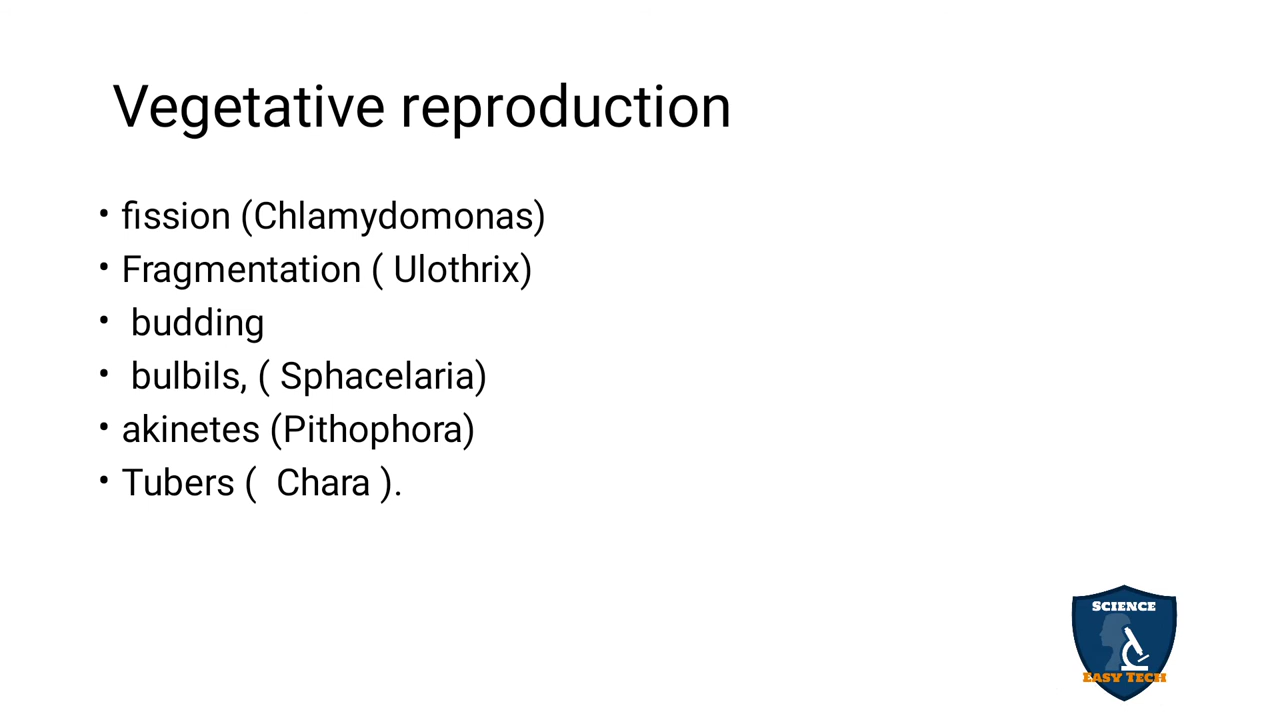 Vegetative reproduction
• fission (Chlamydomonas)
• Fragmentation ( Ulothrix)
• budding
• bulbils, ( Sphacelaria)
• akinetes (Pithophora)
• Tubers (  Chara ).
SCIENCE
EASY TECH